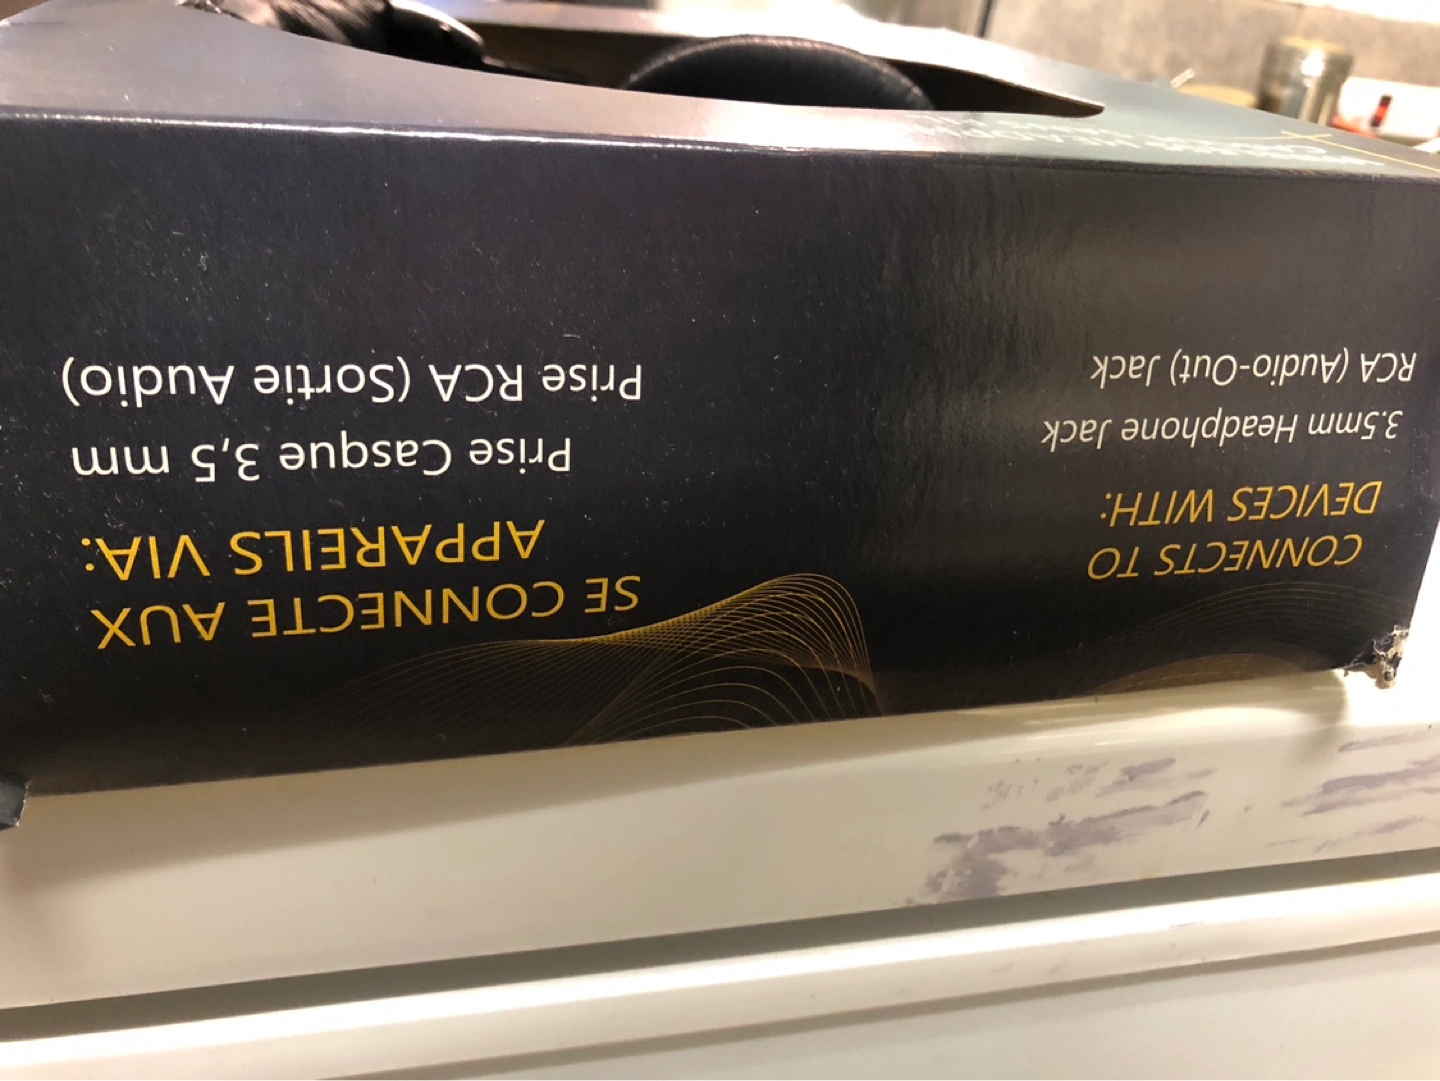 CONNECTS TO
DEVICES WITH:
3.5mm Headphone Jack
RCA (Audio-Out) Jack
SE CONNECTE AUX
APPAREILS VIA:
Prise Casque 3,5 mm
Prise RCA (Sortie Audio)